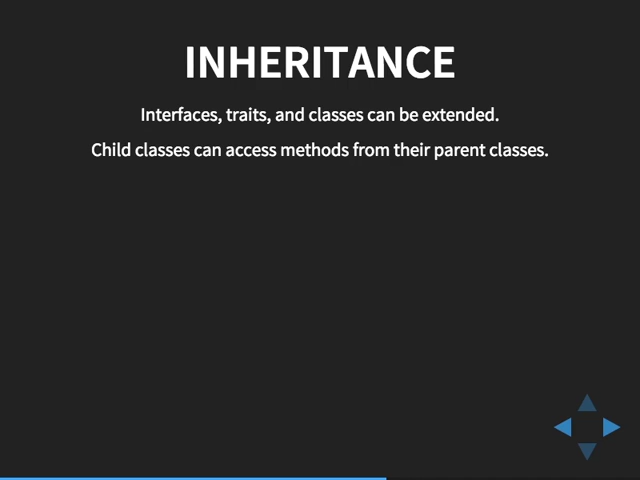 INHERITANCE
Interfaces, traits, and classes can be extended.
Child classes can access methods from their parent classes.